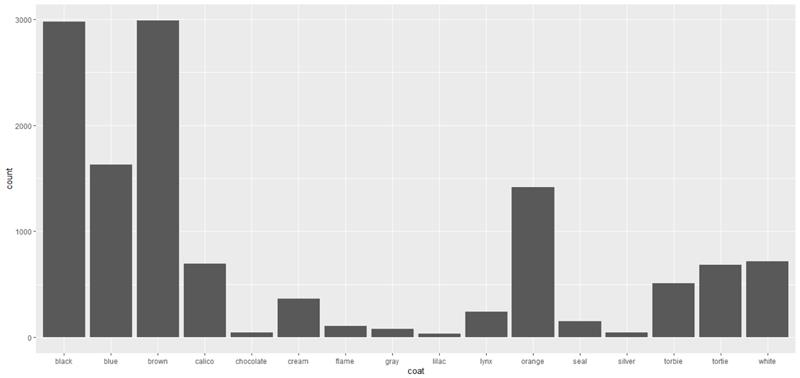 3000
2000
1000
0
count
black blue brown calico chocolate cream flame gray lilac lynx orange seal silver torbie tortie white
coat